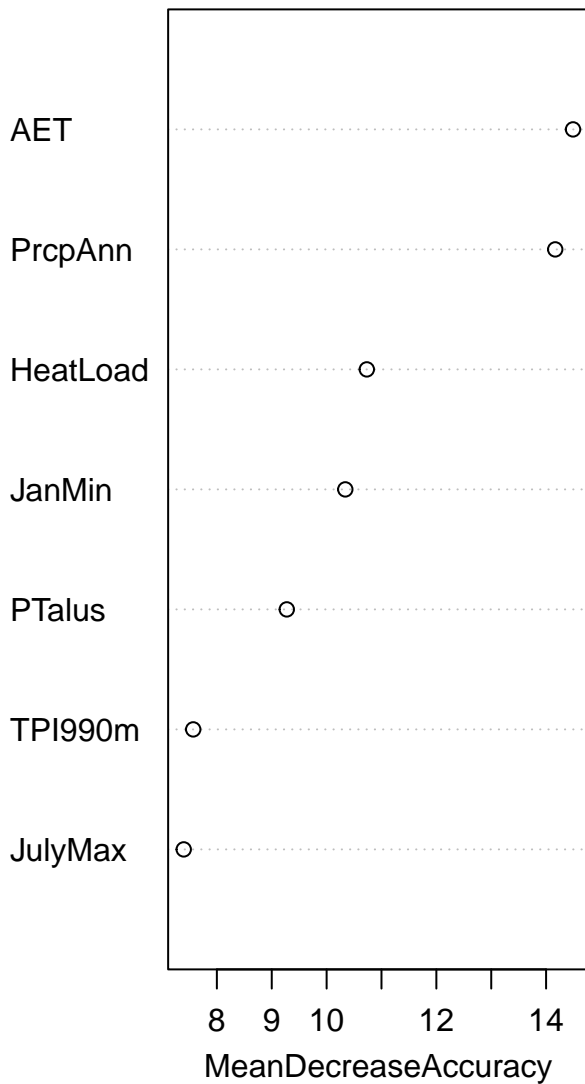 AET
PrcpAnn
HeatLoad
JanMin
PTalus
TPI990m
JulyMax
8 9 10 12 14
MeanDecreaseAccuracy